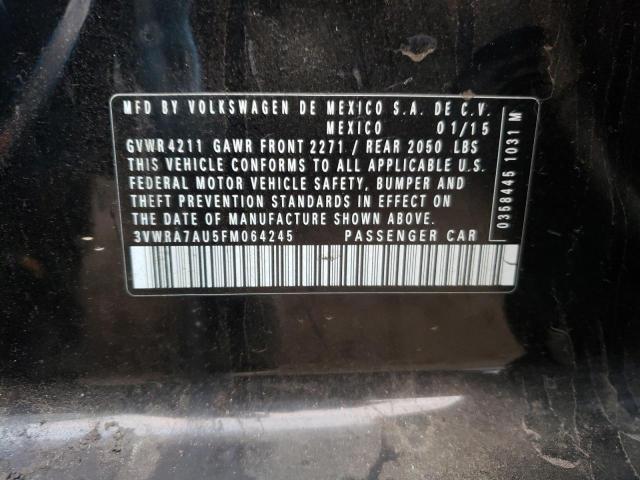 MFD BY VOLKSWAGEN DE MEXICO S.A. DE C.V.
MEXICO 01/15
GVWR 4211 GAWR FRONT 2271 / REAR 2050 LBS
THIS VEHICLE CONFORMS TO ALL APPLICABLE U.S.
FEDERAL MOTOR VEHICLE SAFETY, BUMPER AND
THEFT PREVENTION STANDARDS IN EFFECT ON
THE DATE OF MANUFACTURE SHOWN ABOVE.
3VWRA7AU5FM064245 PASSENGER CAR
0358445 1031 M